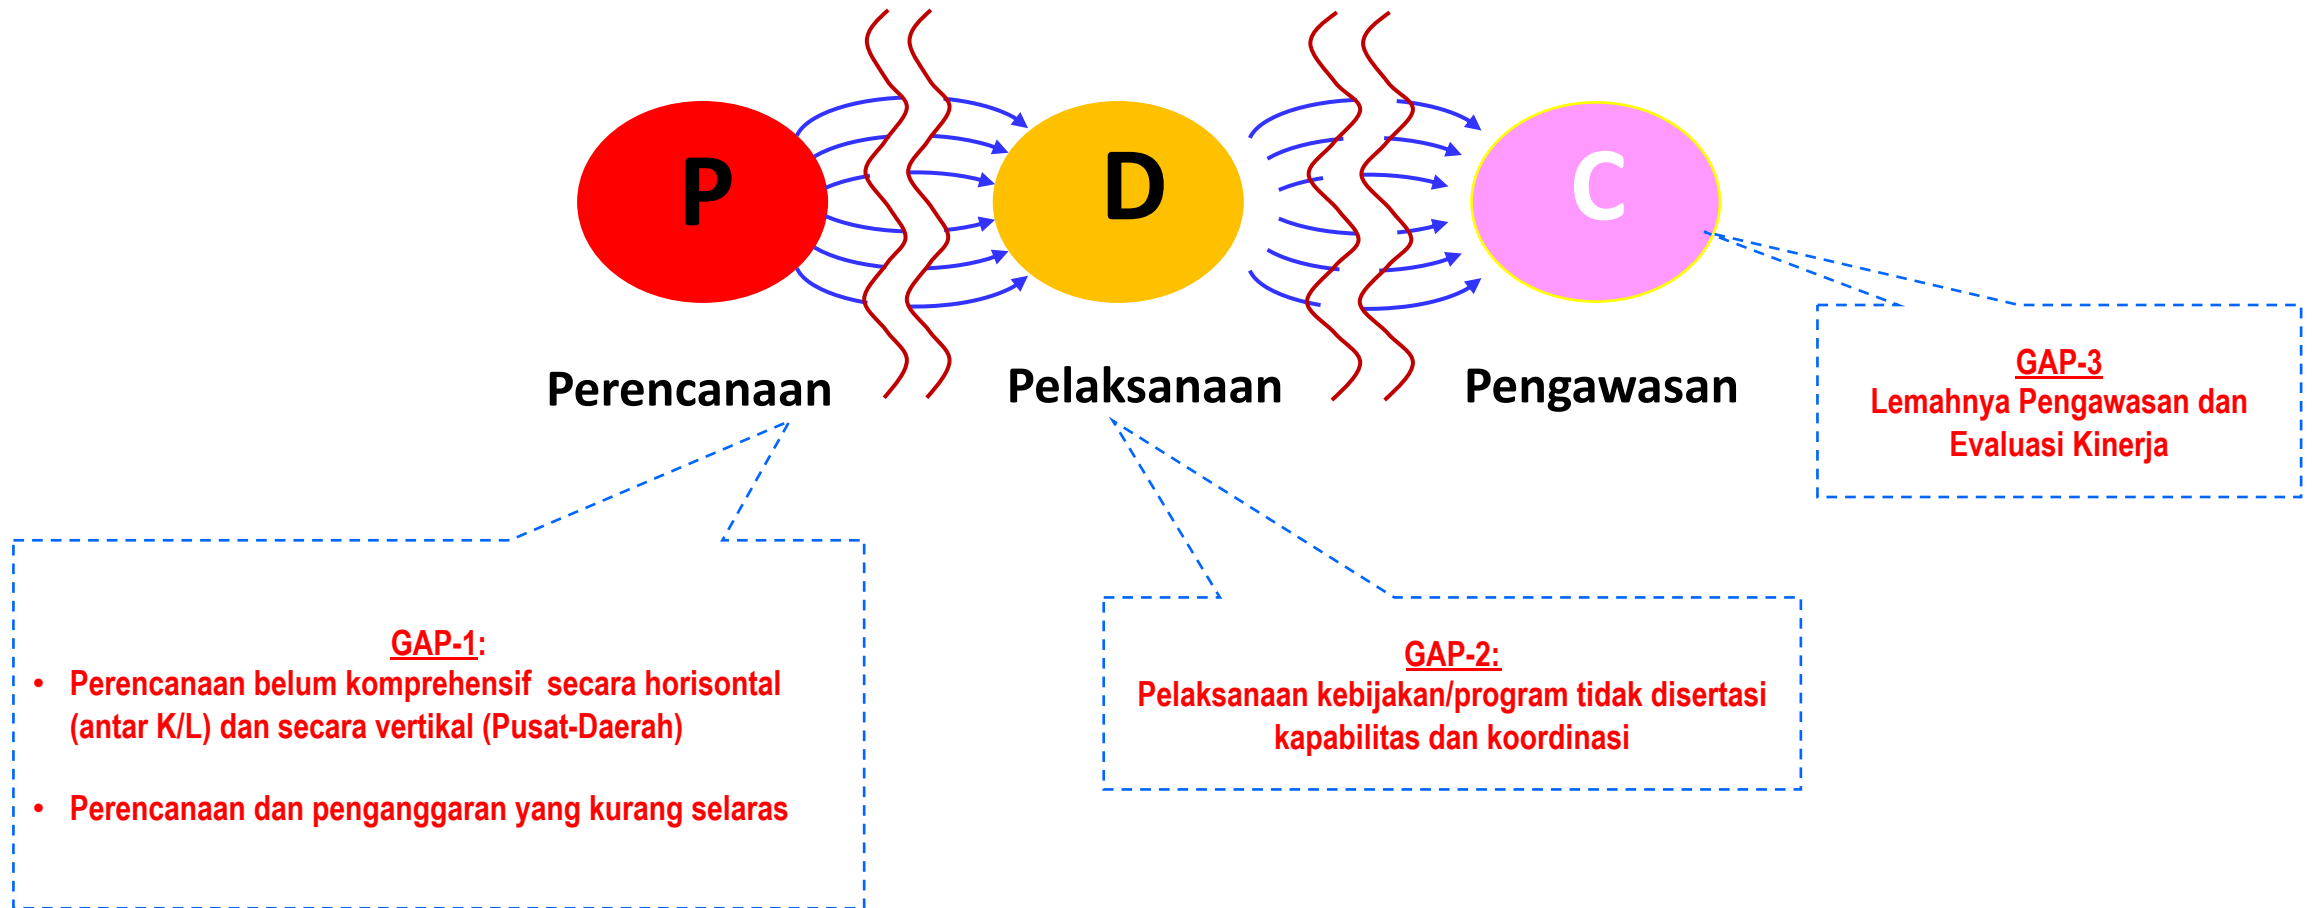 P
D
C
Perencanaan
Pelaksanaan
Pengawasan
GAP-3
Lemahnya Pengawasan dan
Evaluasi Kinerja
GAP-1:
• Perencanaan belum komprehensif secara horisontal
(antar K/L) dan secara vertikal (Pusat-Daerah)
• Perencanaan dan penganggaran yang kurang selaras
GAP-2:
Pelaksanaan kebijakan/program tidak disertasi
kapabilitas dan koordinasi